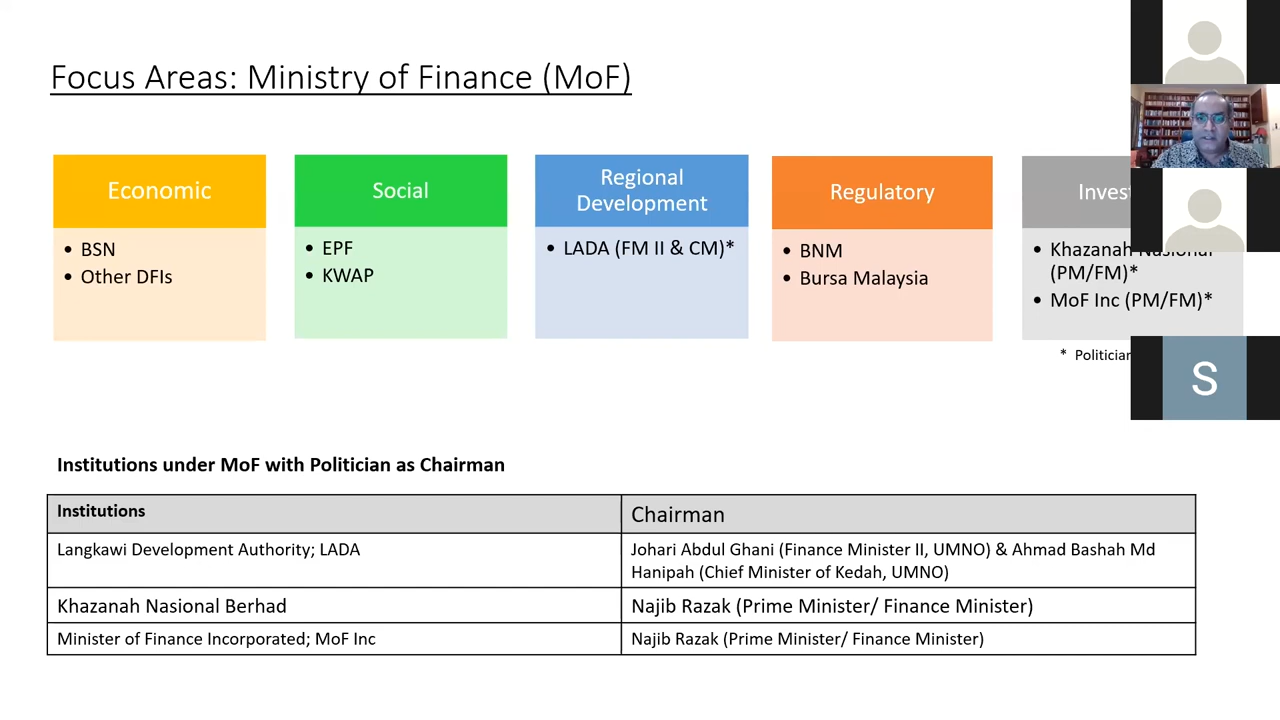 Focus Areas: Ministry of Finance (MoF)
Economic
• BSN
• Other DFIs
Social
• EPF
• KWAP
Regional
Development
• LADA (FM II & CM)*
Regulatory
• BNM
• Bursa Malaysia
• Khazanah Nasional
(PM/FM)*
• MoF Inc (PM/FM)*
* Politician
S
Institutions under MoF with Politician as Chairman
Institutions
Chairman
Langkawi Development Authority; LADA
Johari Abdul Ghani (Finance Minister II, UMNO) & Ahmad Bashah Md
Hanipah (Chief Minister of Kedah, UMNO)
Khazanah Nasional Berhad
Najib Razak (Prime Minister/ Finance Minister)
Minister of Finance Incorporated; MoF Inc
Najib Razak (Prime Minister/ Finance Minister)